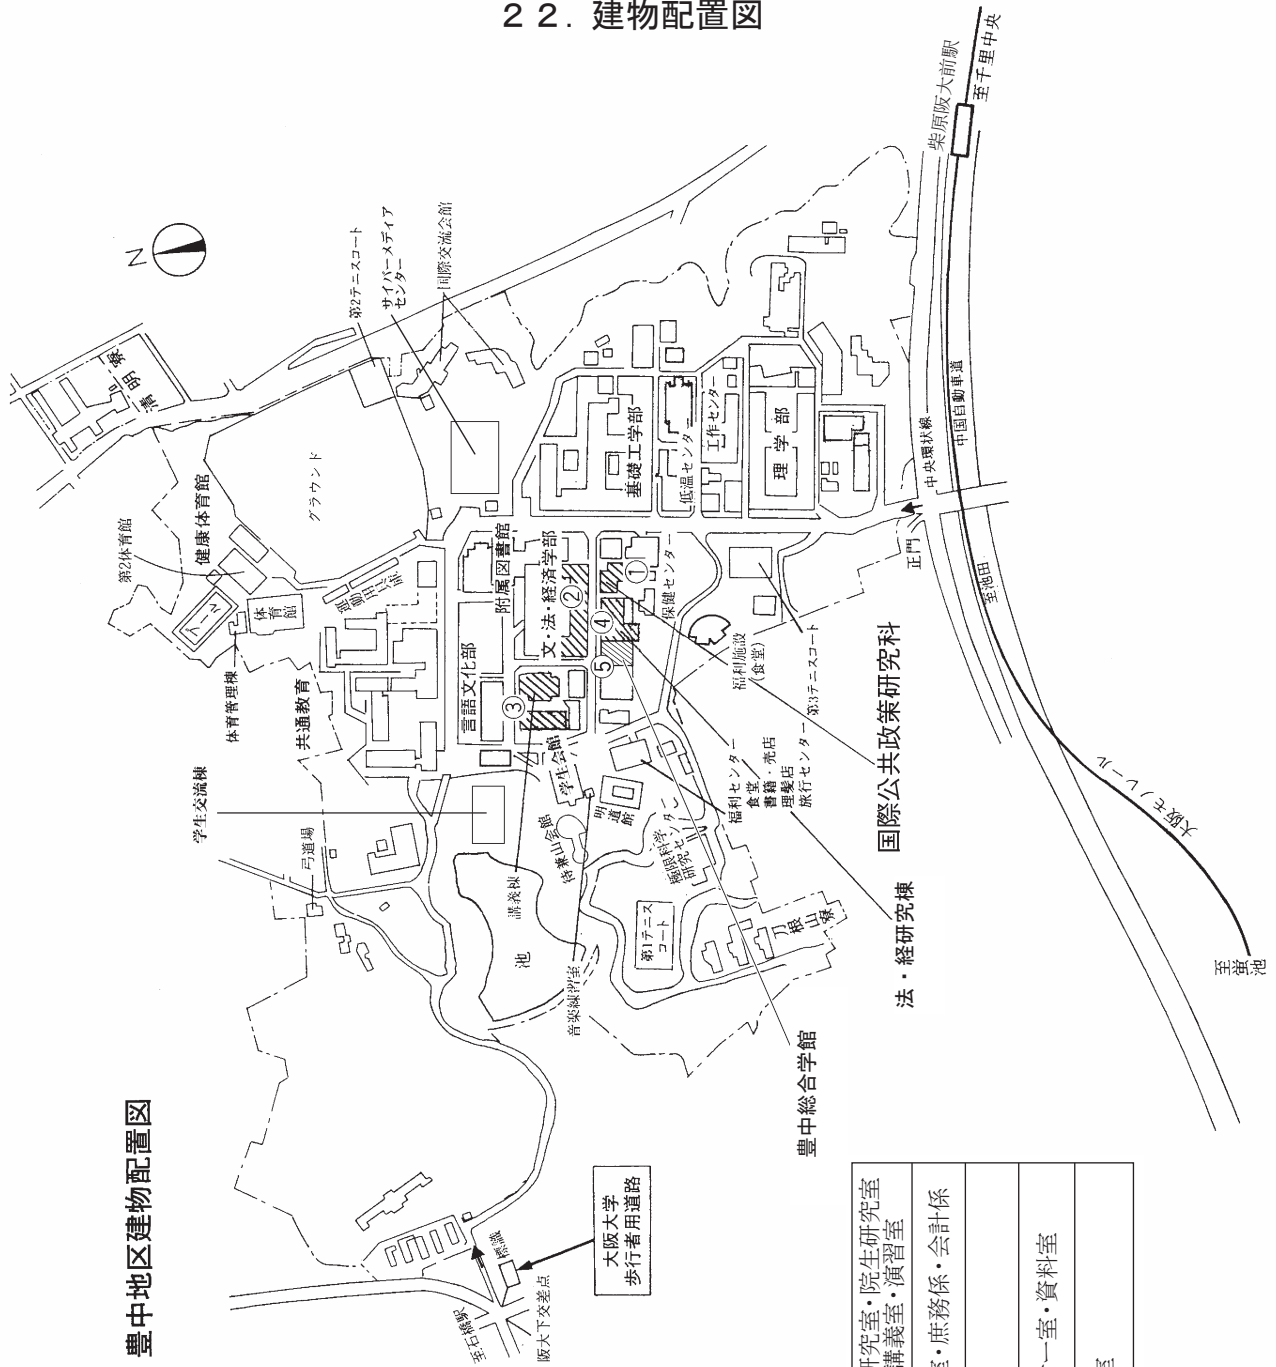 ２２．建物配置図
豊中地区建物配置図
N
清明寮
第2テニスコート
サイバーメディア
センター
国際交流会館
柴原阪大前駅
至千里中央
第2体育館
健康体育館
グラウンド
プール
体育館
体育管理棟
共通教育
学生交流棟
弓道場
言語文化部
附属図書館
文・法・経済学部
基礎工学部
低温センター
工作センター
理学部
①
②
③
④
⑤
保健センター
福利施設
(食堂)
第3テニスコート
正門
中央環状線
中国自動車道
至池田
大阪モノレール
至蛍池
学生会館
明道館
待兼山会館
講義棟
池
音楽練習室
極限科学
研究センター
第1テニス
コート
刀根山寮
福利センター
食堂
書籍・売店
理髪店
旅行センター
国際公共政策研究科
法・経研究棟
豊中総合学館
大阪大学
歩行者用道路
標識
至石橋駅
阪大下交差点
研究室・院生研究室
講義室・演習室
室・庶務係・会計係
ー室・資料室
室